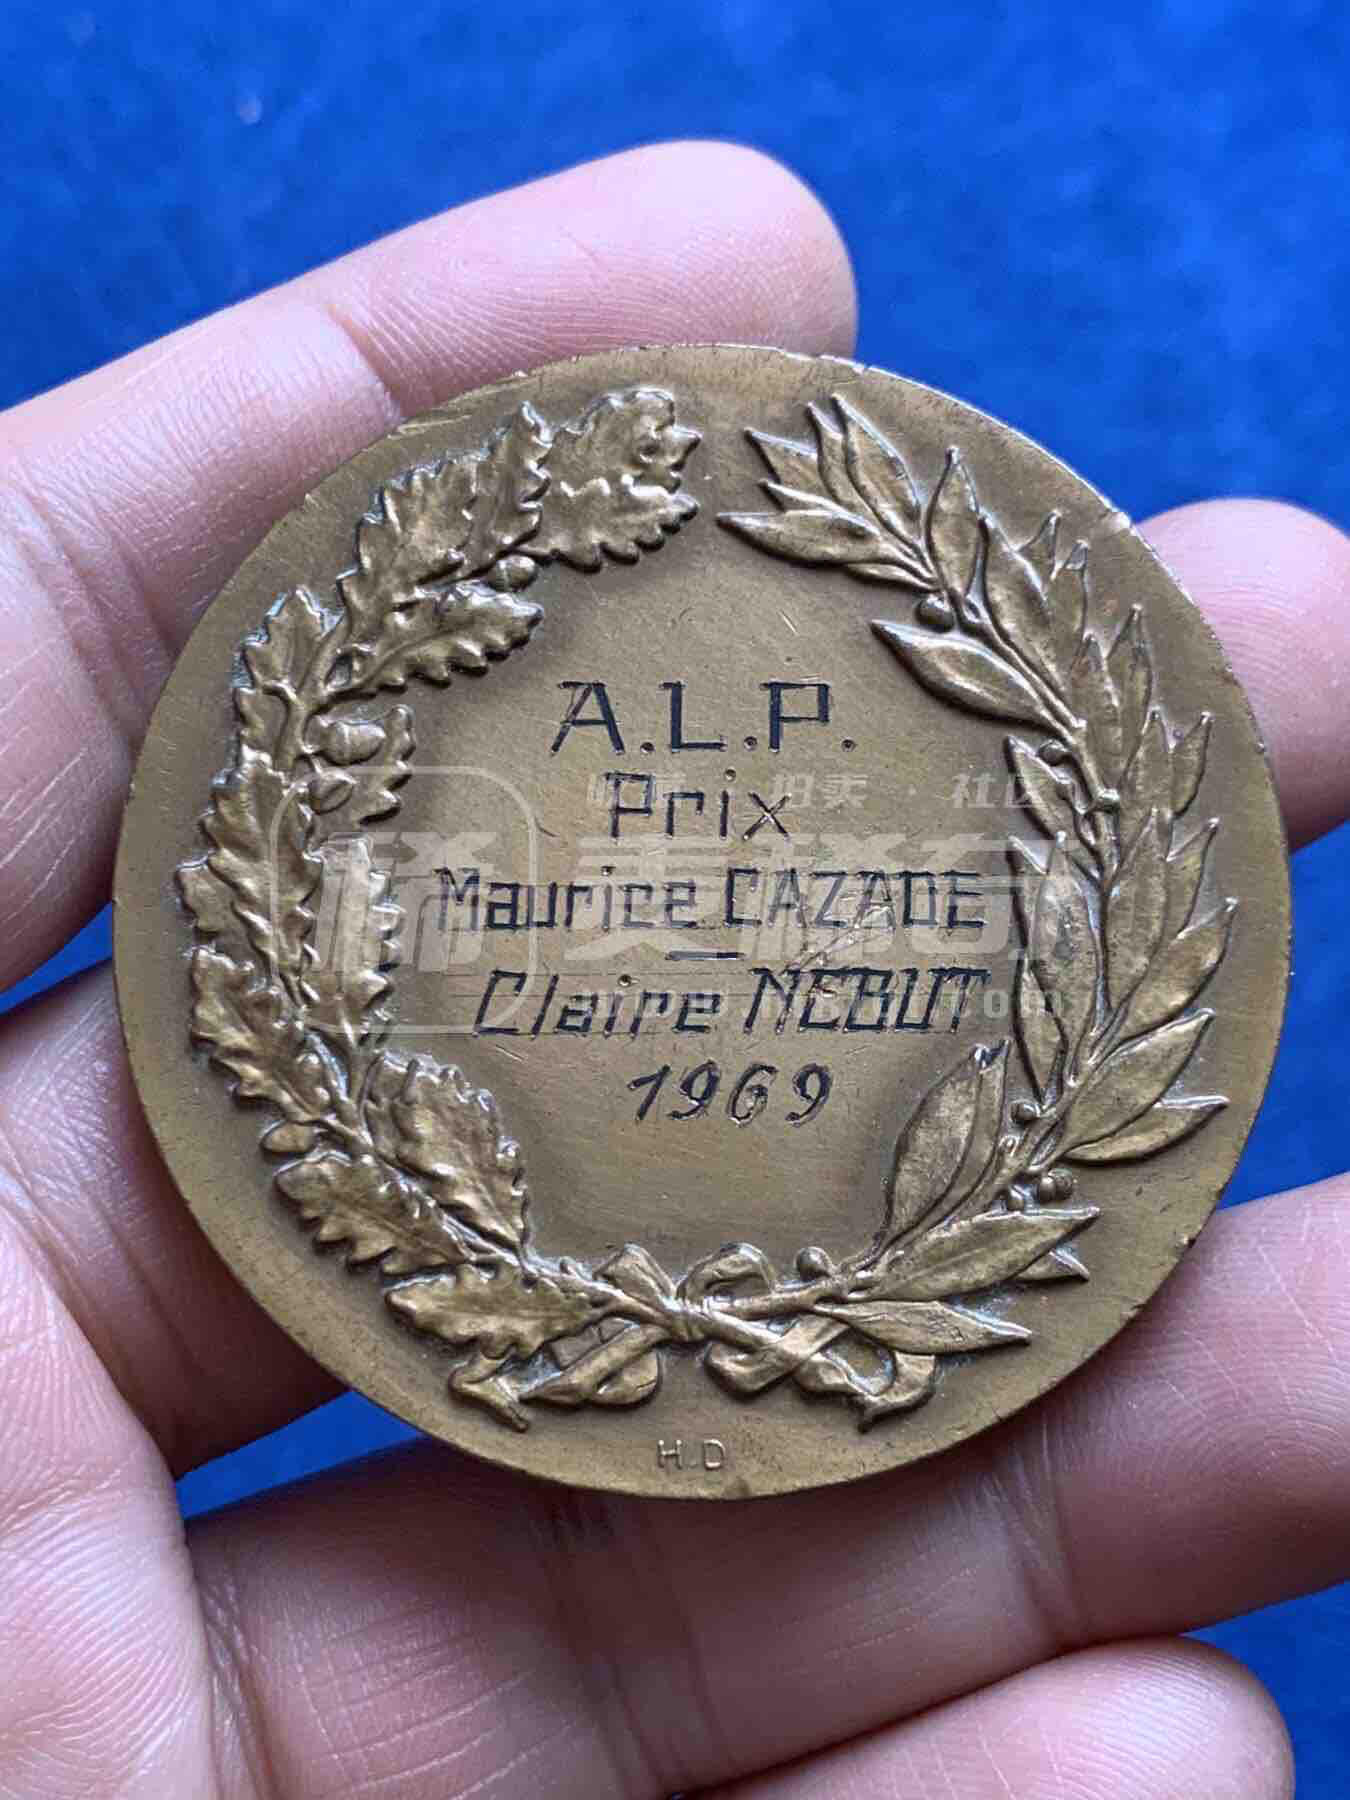 A.L.P.
Prix
Maurice CAZADE
—
Claire NEBUT
1969
H.D